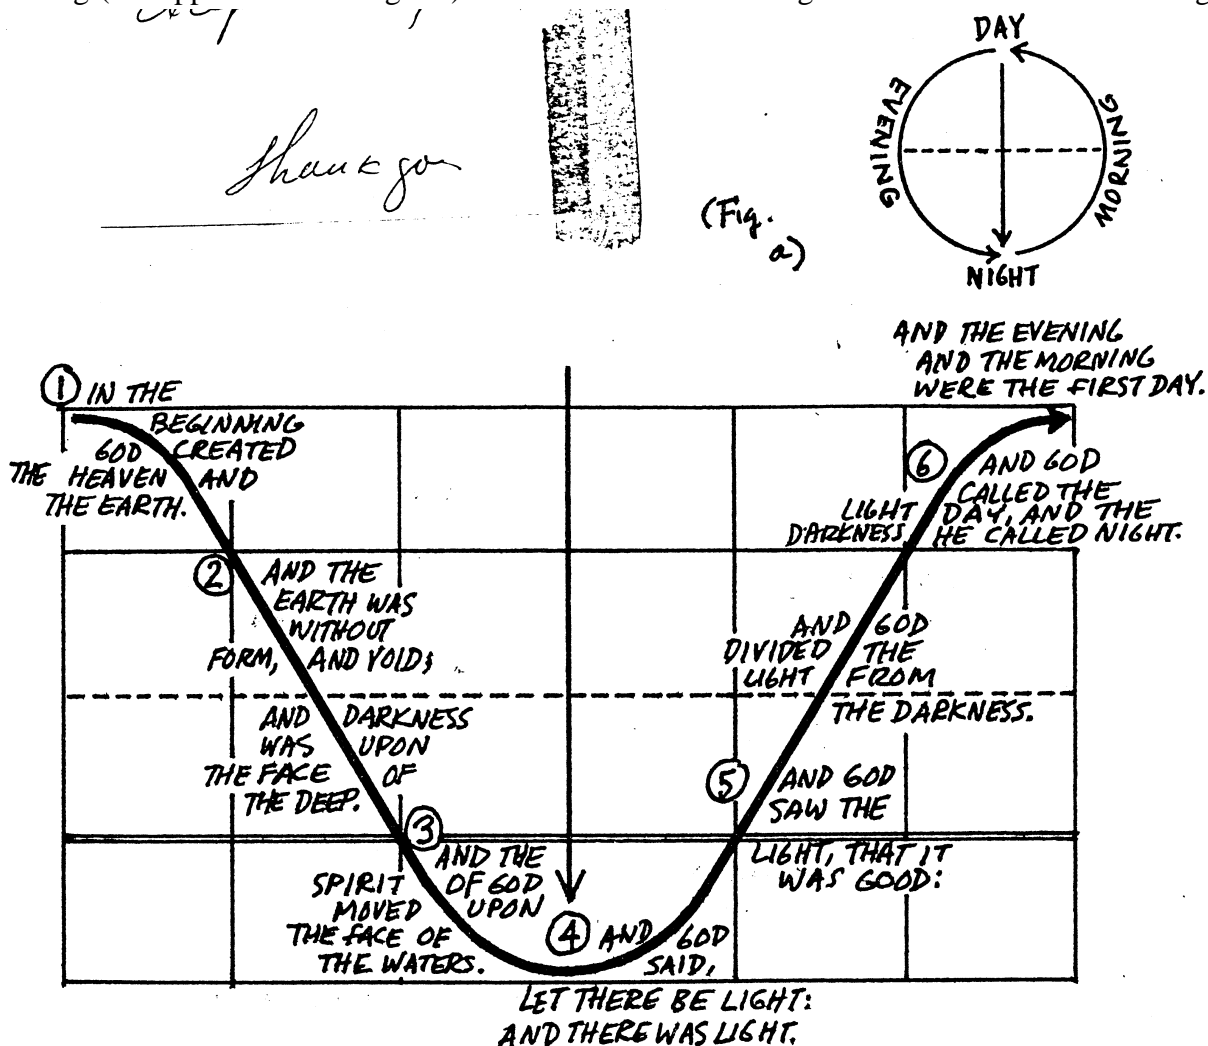 Thank you
DAY
EVENING
MORNING
NIGHT
(Fig.
a)
AND THE EVENING
AND THE MORNING
WERE THE FIRST DAY.
1 IN THE
BEGINNING
GOD CREATED
THE HEAVEN AND
THE EARTH.
2 AND THE
EARTH WAS
WITHOUT
FORM, AND VOID;
AND DARKNESS
WAS UPON
THE FACE OF
THE DEEP.
3 AND THE
SPIRIT OF GOD
MOVED UPON
THE FACE OF
THE WATERS.
4 AND GOD
SAID,
LET THERE BE LIGHT:
AND THERE WAS LIGHT.
5 AND GOD
SAW THE
LIGHT, THAT IT
WAS GOOD:
AND GOD
DIVIDED THE
LIGHT FROM
THE DARKNESS.
6 AND GOD
CALLED THE
LIGHT DAY, AND THE
DARKNESS HE CALLED NIGHT.